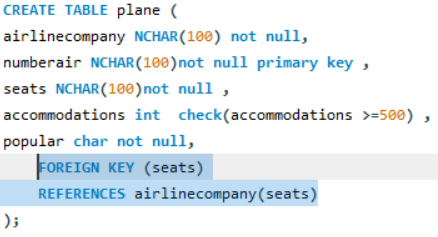 CREATE TABLE plane (
airlinecompany NCHAR(100) not null,
numberair NCHAR(100)not null primary key ,
seats NCHAR(100)not null ,
accommodations int  check(accommodations >=500) ,
popular char not null,
    FOREIGN KEY (seats)
    REFERENCES airlinecompany(seats)
);